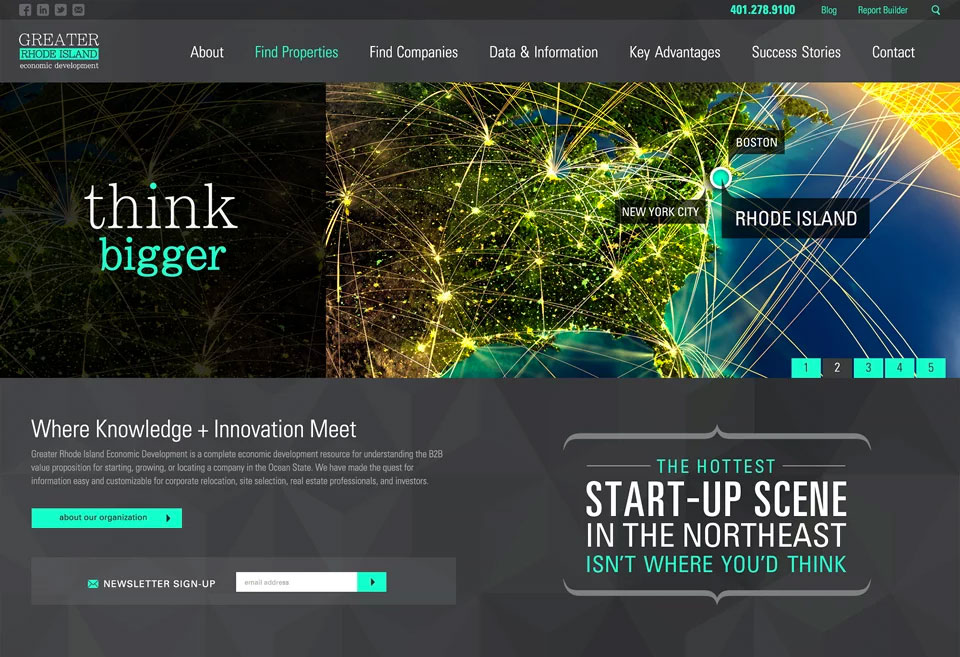 401.278.9100 Blog Report Builder
GREATER
RHODE ISLAND
economic development
About Find Properties Find Companies Data & Information Key Advantages Success Stories Contact
think
bigger
BOSTON
NEW YORK CITY
RHODE ISLAND
1 2 3 4 5
Where Knowledge + Innovation Meet
Greater Rhode Island Economic Development is a complete economic development resource for understanding the B2B
value proposition for starting, growing, or locating a company in the Ocean State. We have made the quest for
information easy and customizable for corporate relocation, site selection, real estate professionals, and investors.
about our organization
NEWSLETTER SIGN-UP email address
THE HOTTEST
START-UP SCENE
IN THE NORTHEAST
ISN'T WHERE YOU'D THINK